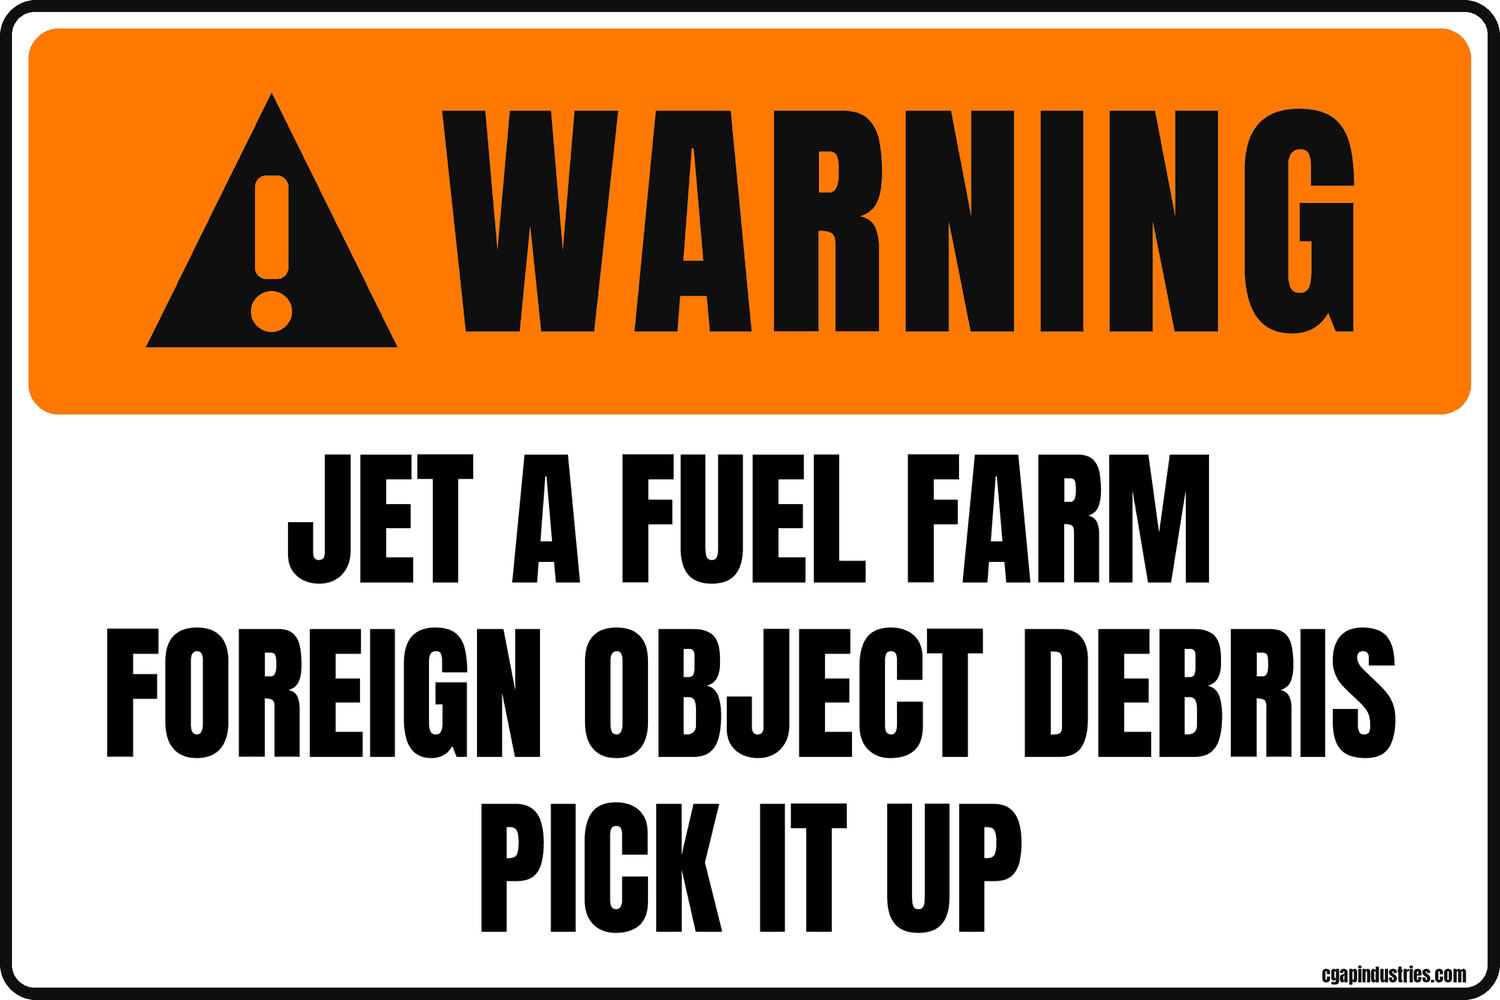 WARNING
JET A FUEL FARM
FOREIGN OBJECT DEBRIS
PICK IT UP
cgapindustries.com